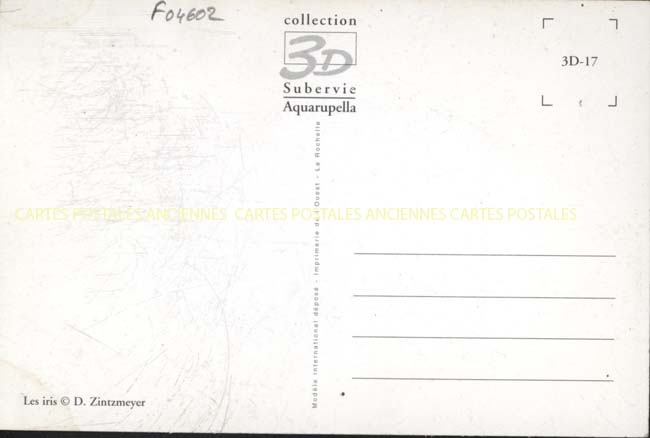 F04602
collection
3D
Subervie
Aquarupella
3D-17
Modèle international déposé - Imprimerie de l'Ouest - La Rochelle
CARTES POSTALES ANCIENNES CARTES POSTALES ANCIENNES CARTES POSTALES
Les iris © D. Zintzmeyer